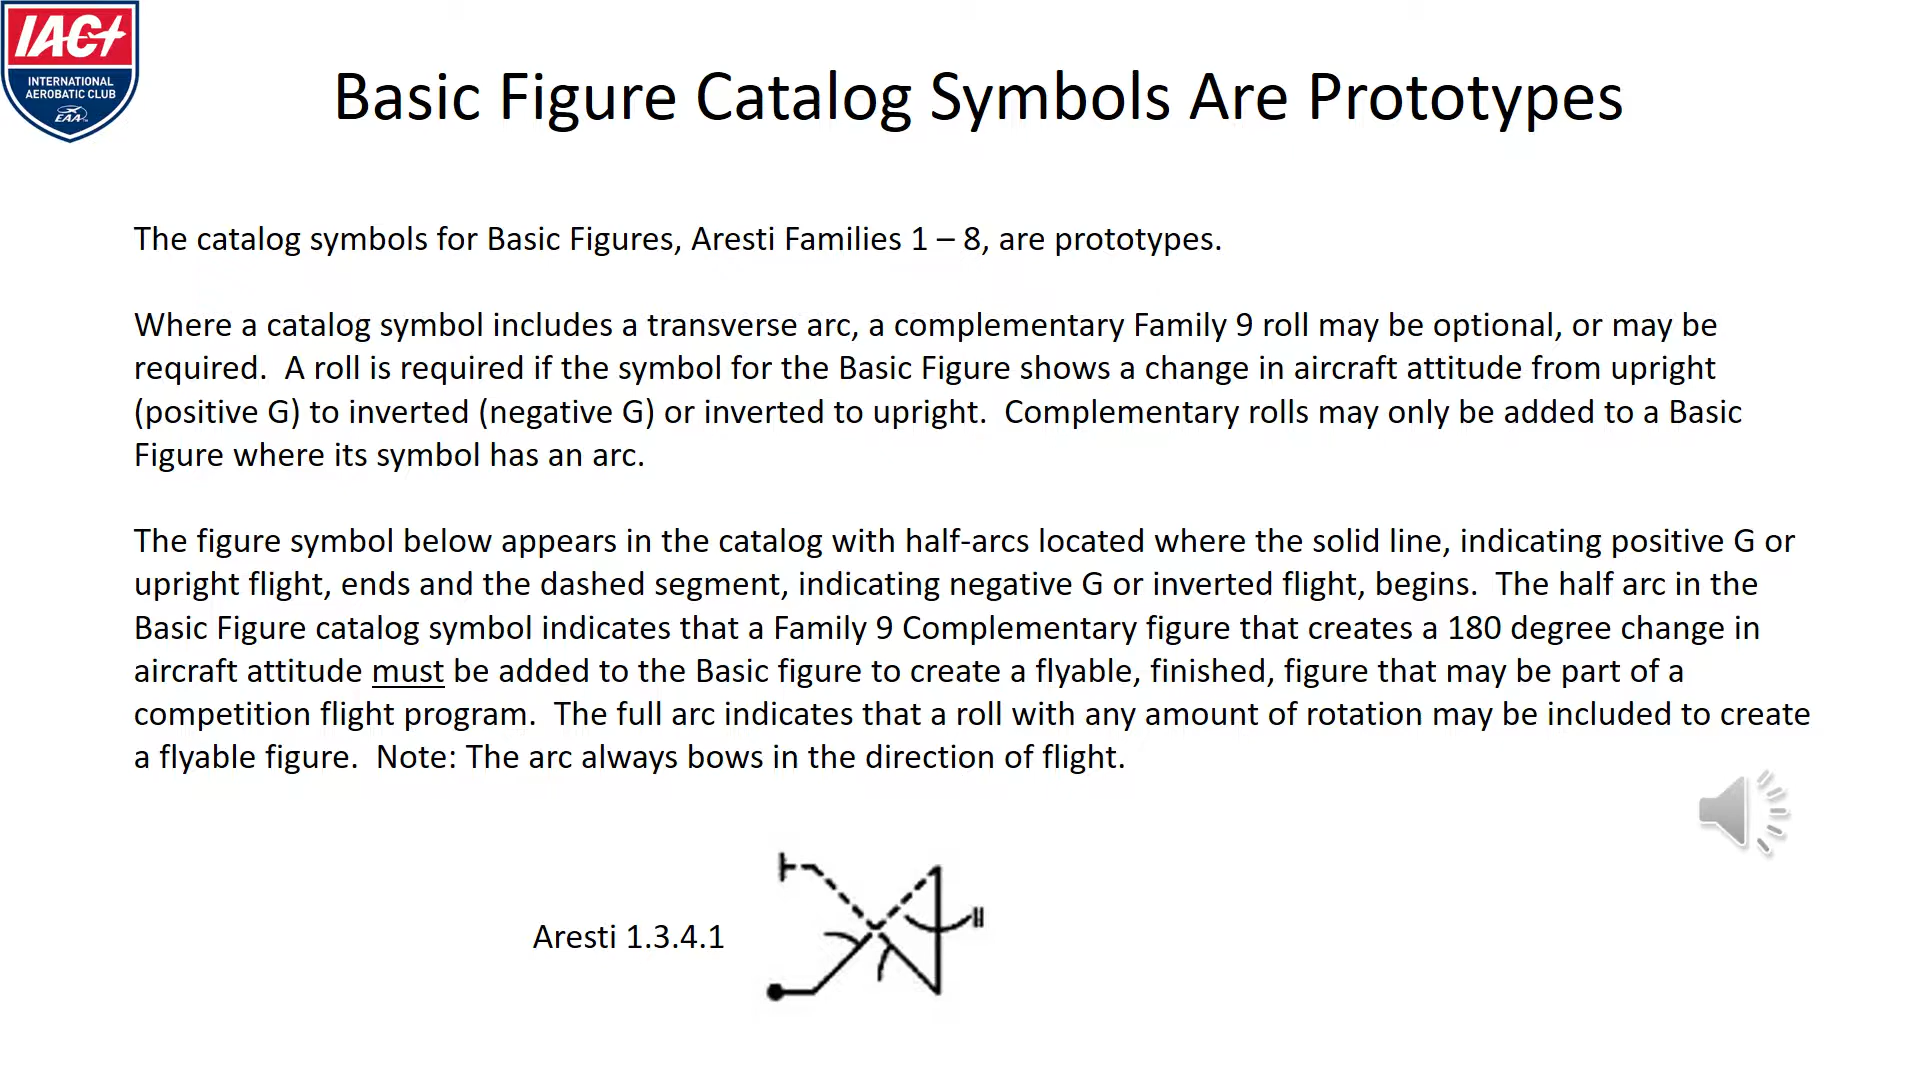 IAC
INTERNATIONAL
AEROBATIC CLUB
EAA
Basic Figure Catalog Symbols Are Prototypes
The catalog symbols for Basic Figures, Aresti Families 1 – 8, are prototypes.
Where a catalog symbol includes a transverse arc, a complementary Family 9 roll may be optional, or may be
required.  A roll is required if the symbol for the Basic Figure shows a change in aircraft attitude from upright
(positive G) to inverted (negative G) or inverted to upright.  Complementary rolls may only be added to a Basic
Figure where its symbol has an arc.
The figure symbol below appears in the catalog with half-arcs located where the solid line, indicating positive G or
upright flight, ends and the dashed segment, indicating negative G or inverted flight, begins.  The half arc in the
Basic Figure catalog symbol indicates that a Family 9 Complementary figure that creates a 180 degree change in
aircraft attitude must be added to the Basic figure to create a flyable, finished, figure that may be part of a
competition flight program.  The full arc indicates that a roll with any amount of rotation may be included to create
a flyable figure.  Note: The arc always bows in the direction of flight.
Aresti 1.3.4.1